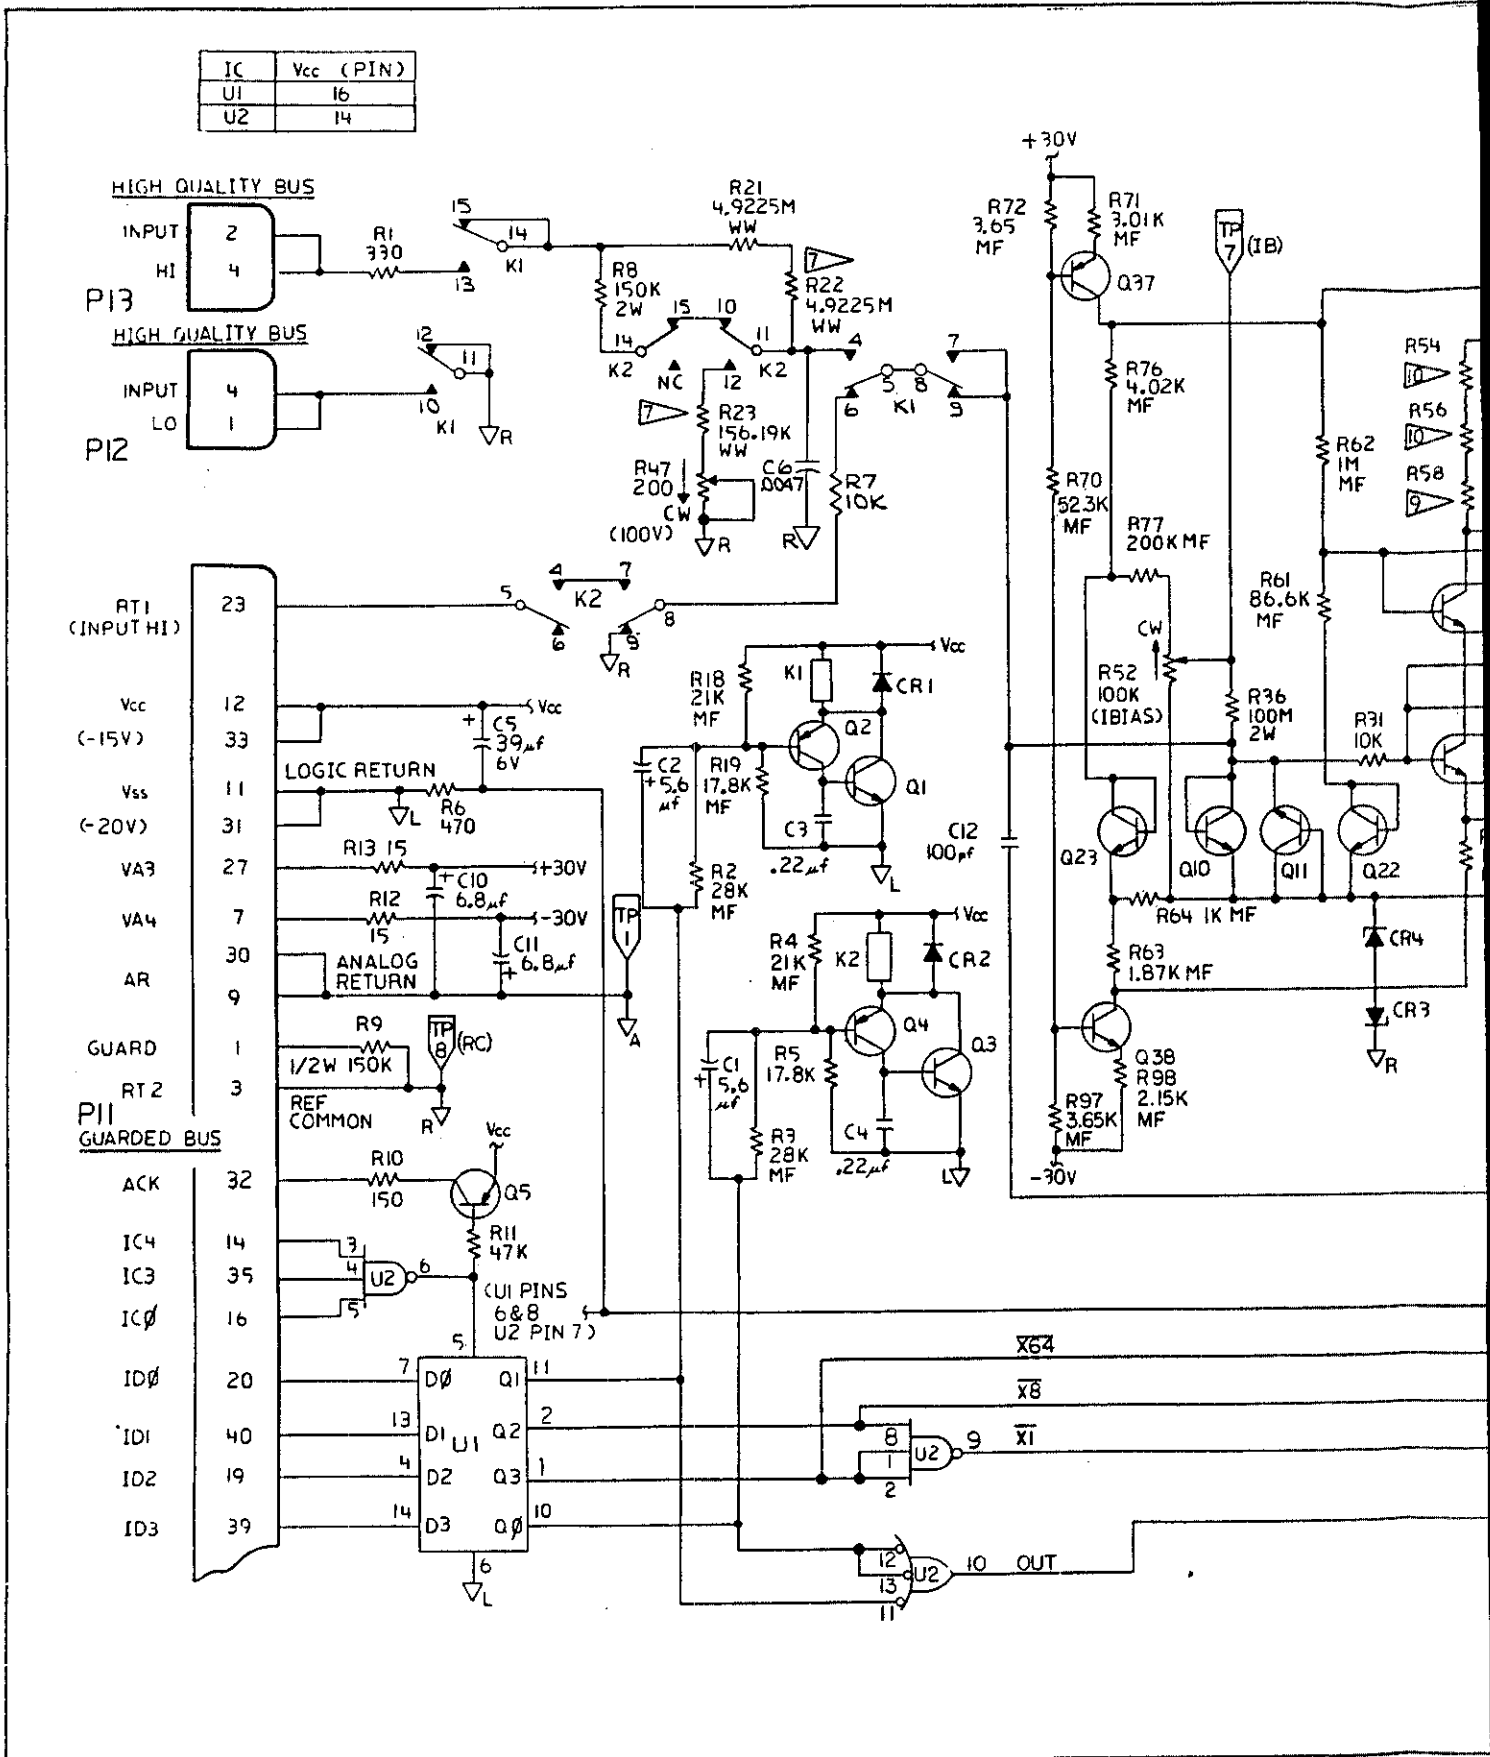 IC Vcc (PIN)
U1 16
U2 14
HIGH QUALITY BUS
INPUT 2
HI 4
P13
R1
330
15
14
K1
13
R21
4.9225M
WW
R8
150K
2W
7
R22
4.9225M
WW
HIGH QUALITY BUS
INPUT 4
LO 1
P12
12
11
10
K1
R
14
K2
15 10
11
NC
12
K2
7
R23
156.19K
WW
R47
200
CW
(100V)
R
C6
.0047
R
4
5
6
K1
7
8
9
R7
10K
+30V
R72
3.65
MF
R71
3.01K
MF
Q37
TP
7
(IB)
R76
4.02K
MF
R54
10
R56
10
R58
9
R62
1M
MF
R70
523K
MF
R77
200K MF
R61
86.6K
MF
CW
R52
100K
(IBIAS)
R36
100M
2W
R31
10K
RT1 23
(INPUT HI)
5
4 7
K2
6
9
8
R
Vcc 12
(-15V) 33
Vcc
+
C5
39µf
6V
LOGIC RETURN
Vss 11
(-20V) 31
L
R6
470
VA3 27
R13 15
+30V
+
C10
6.8µf
VA4 7
R12
15
-30V
C11
6.8µf
+
30
AR
9
ANALOG
RETURN
TP
1
A
GUARD 1
R9
1/2W 150K
TP
8
(RC)
RT2 3
REF
COMMON
R
P11
GUARDED BUS
R18
21K
MF
K1
CR1
Vcc
Q2
Q1
C2
+5.6
µf
R19
17.8K
MF
C3
.22µf
L
R2
28K
MF
R4
21K
MF
K2
CR2
Vcc
Q4
Q3
C1
+ 5.6
µf
R5
17.8K
C4
.22µf
L
R3
28K
MF
C12
100pf
Q23
Q10
Q11
Q22
R64 1K MF
R63
1.87K MF
CR4
CR3
R
Q38
R98
2.15K
MF
R97
3.65K
MF
-30V
ACK 32
R10
150
Vcc
Q5
R11
47K
IC4 14
IC3 35
ICØ 16
3
4
5
U2
6
(U1 PINS
6&8
U2 PIN 7)
5
IDØ 20
ID1 40
ID2 19
ID3 39
7 DØ Q1 11
13 D1 Q2 2
U1
4 D2 Q3 1
14 D3 QØ 10
6
L
X64
X8
8
1
2
U2
9
X1
12
13
11
U2
10 OUT